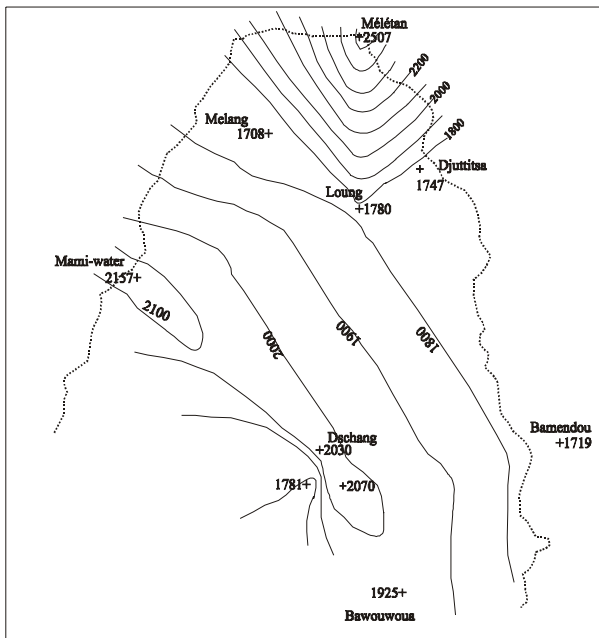 Mélétan
+2507
2200
2000
1800
Melang
1708+
Djuttitsa
+
1747
Loung
+1780
Mami-water
2157+
2100
2000
1900
1800
Dschang
+2030
Bamendou
+1719
1781+
+2070
1925+
Bawouwoua